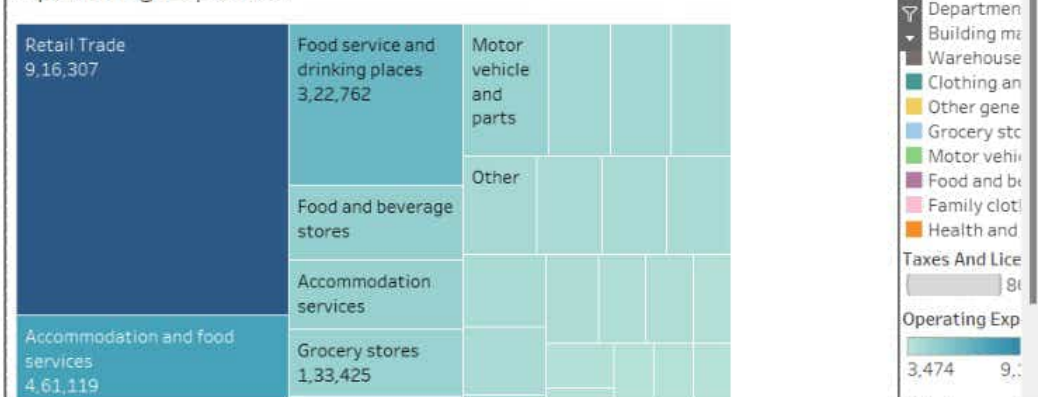 Retail Trade
9,16,307
Food service and
drinking places
3,22,762
Motor
vehicle
and
parts
Other
Food and beverage
stores
Accommodation
services
Accommodation and food
services
4,61,119
Grocery stores
1,33,425
Departmen
Building ma
Warehouse
Clothing an
Other gene
Grocery sto
Motor vehi
Food and be
Family clot
Health and
Taxes And Lice
Operating Exp
3,474